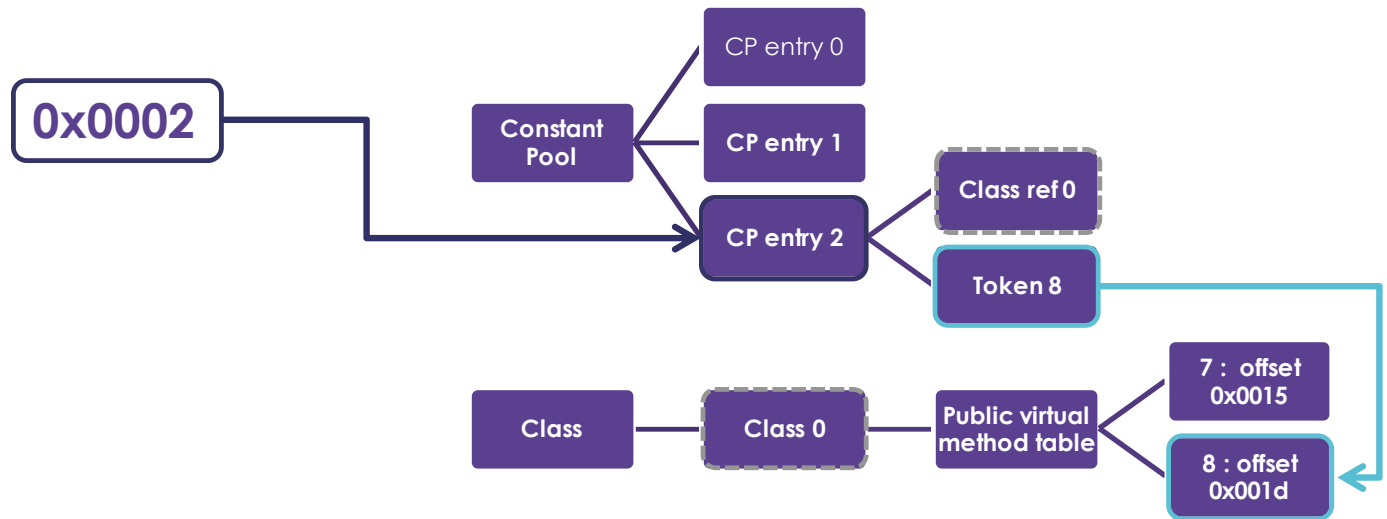 CP entry 0
0x0002
Constant
Pool
CP entry 1
Class ref 0
CP entry 2
Token 8
7 : offset
0x0015
Class
Class 0
Public virtual
method table
8 : offset
0x001d